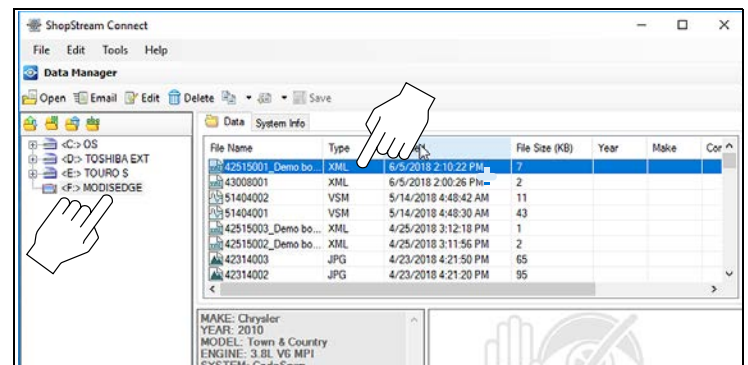 ShopStream Connect
File Edit Tools Help
Data Manager
Open Email Edit Delete Save
Data System Info
<C:> OS
<D:> TOSHIBA EXT
<E:> TOURO S
<F:> MODISEDGE
File Name Type File Size (KB) Year Make Cor
42515001_Demo bo... XML 6/5/2018 2:10:22 PM 7
43008001 XML 6/5/2018 2:00:26 PM 2
51404002 VSM 5/14/2018 4:48:42 AM 11
51404001 VSM 5/14/2018 4:48:30 AM 43
42515003_Demo bo... XML 4/25/2018 3:12:18 PM 1
42515002_Demo bo... XML 4/25/2018 3:11:56 PM 2
42314003 JPG 4/23/2018 4:21:50 PM 65
42314002 JPG 4/23/2018 4:21:20 PM 95
MAKE: Chrysler
YEAR: 2010
MODEL: Town & Country
ENGINE: 3.8L V6 MPI
SYSTEM: CodeScan